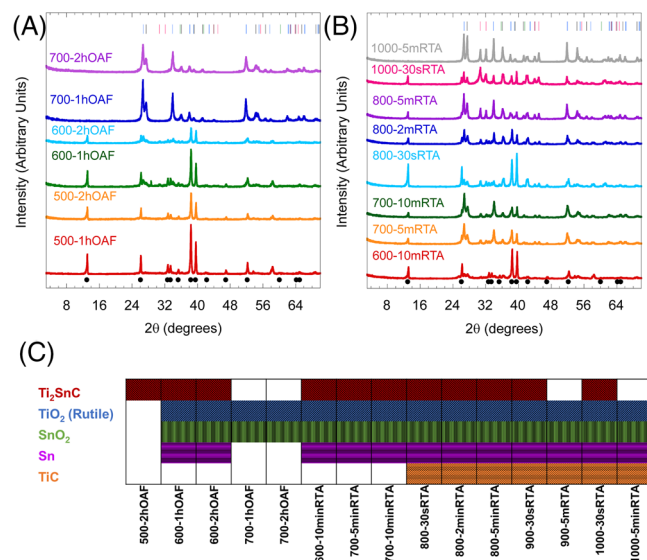 (A)
700-2hOAF
700-1hOAF
600-2hOAF
600-1hOAF
500-2hOAF
500-1hOAF
Intensity (Arbitrary Units)
8 16 24 32 40 48 56 64
2θ (degrees)
(B)
1000-5mRTA
1000-30sRTA
800-5mRTA
800-2mRTA
800-30sRTA
700-10mRTA
700-5mRTA
600-10mRTA
Intensity (Arbitrary Units)
8 16 24 32 40 48 56 64
2θ (degrees)
(C)
Ti₂SnC
TiO₂ (Rutile)
SnO₂
Sn
TiC
500-2hOAF
600-1hOAF
600-2hOAF
700-1hOAF
700-2hOAF
700-5minRTA
700-10minRTA
800-30sRTA
800-2minRTA
800-5minRTA
900-30sRTA
900-5mRTA
1000-30sRTA